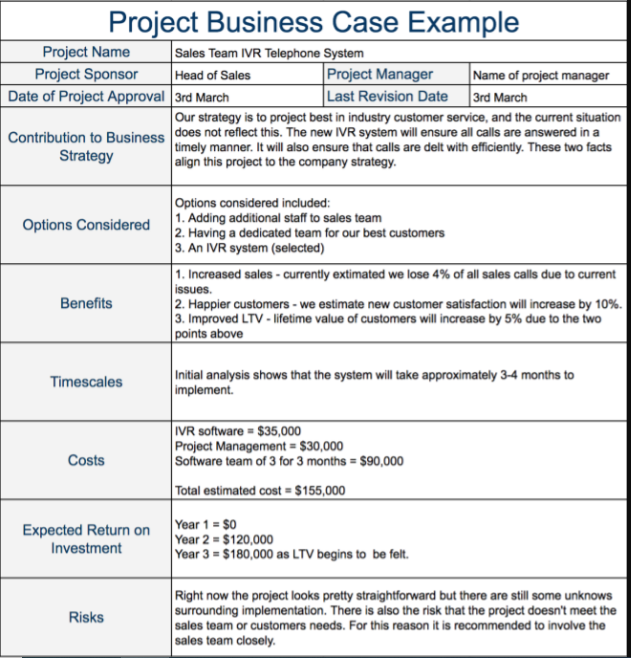 Project Business Case Example
Project Name
Sales Team IVR Telephone System
Project Sponsor
Head of Sales
Project Manager
Name of project manager
Date of Project Approval
3rd March
Last Revision Date
3rd March
Contribution to Business
Strategy
Our strategy is to project best in industry customer service, and the current situation
does not reflect this. The new IVR system will ensure all calls are answered in a
timely manner. It will also ensure that calls are delt with efficiently. These two facts
align this project to the company strategy.
Options Considered
Options considered included:
1. Adding additional staff to sales team
2. Having a dedicated team for our best customers
3. An IVR system (selected)
Benefits
1. Increased sales - currently extimated we lose 4% of all sales calls due to current
issues.
2. Happier customers - we estimate new customer satisfaction will increase by 10%.
3. Improved LTV - lifetime value of customers will increase by 5% due to the two
points above
Timescales
Initial analysis shows that the system will take approximately 3-4 months to
implement.
Costs
IVR software = $35,000
Project Management = $30,000
Software team of 3 for 3 months = $90,000
Total estimated cost = $155,000
Expected Return on
Investment
Year 1 = $0
Year 2 = $120,000
Year 3 = $180,000 as LTV begins to be felt.
Risks
Right now the project looks pretty straightforward but there are still some unknows
surrounding implementation. There is also the risk that the project doesn't meet the
sales team or customers needs. For this reason it is recommended to involve the
sales team closely.